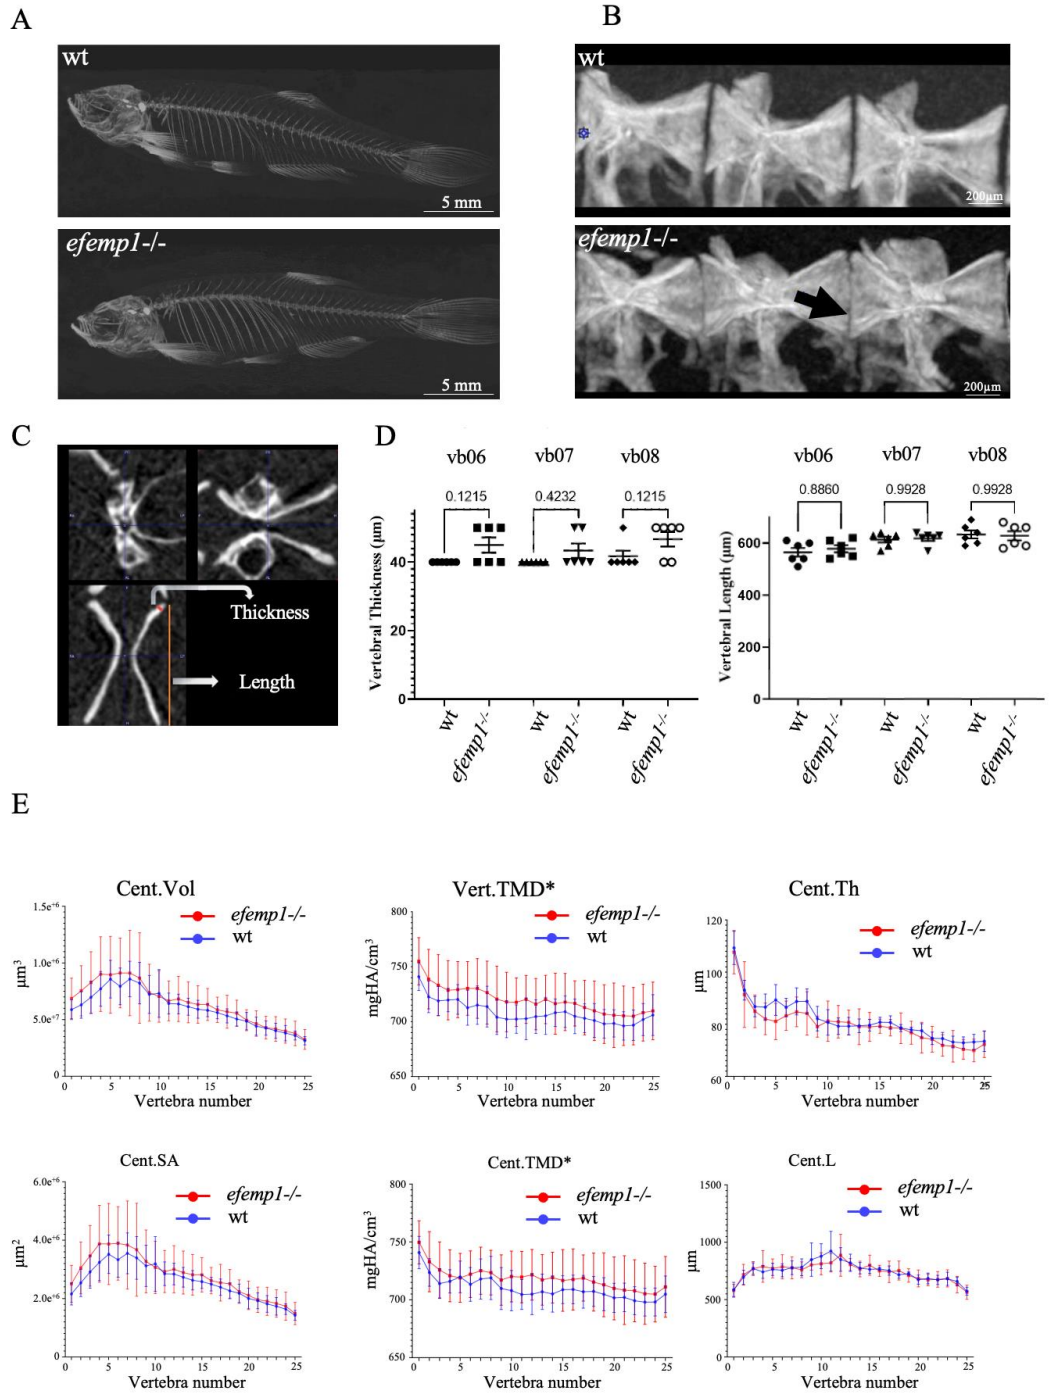 A
wt
5 mm
efemp1-/-
5 mm
B
wt
200µm
efemp1-/-
200µm
C
Thickness
Length
D
vb06 vb07 vb08
0.1215 0.4232 0.1215
Vertebral Thickness (µm)
40
20
0
wt efemp1-/- wt efemp1-/- wt efemp1-/-
vb06 vb07 vb08
0.8860 0.9928 0.9928
Vertebral Length (µm)
600
400
200
0
wt efemp1-/- wt efemp1-/- wt efemp1-/-
E
Cent.Vol
efemp1-/-
wt
µm³
1.5e⁺⁶
1.0e⁺⁶
5.0e⁺⁷
0
0 5 10 15 20 25
Vertebra number
Vert.TMD*
efemp1-/-
wt
mgHA/cm³
800
750
700
650
0 5 10 15 20 25
Vertebra number
Cent.Th
efemp1-/-
wt
µm
120
100
80
60
0 5 10 15 20
Vertebra number
Cent.SA
efemp1-/-
wt
µm²
6.0e⁺⁶
4.0e⁺⁶
2.0e⁺⁶
0
0 5 10 15 20 25
Vertebra number
Cent.TMD*
efemp1-/-
wt
mgHA/cm³
800
750
700
650
0 5 10 15 20 25
Vertebra number
Cent.L
efemp1-/-
wt
µm
1500
1000
500
0
0 5 10 15 20 25
Vertebra number